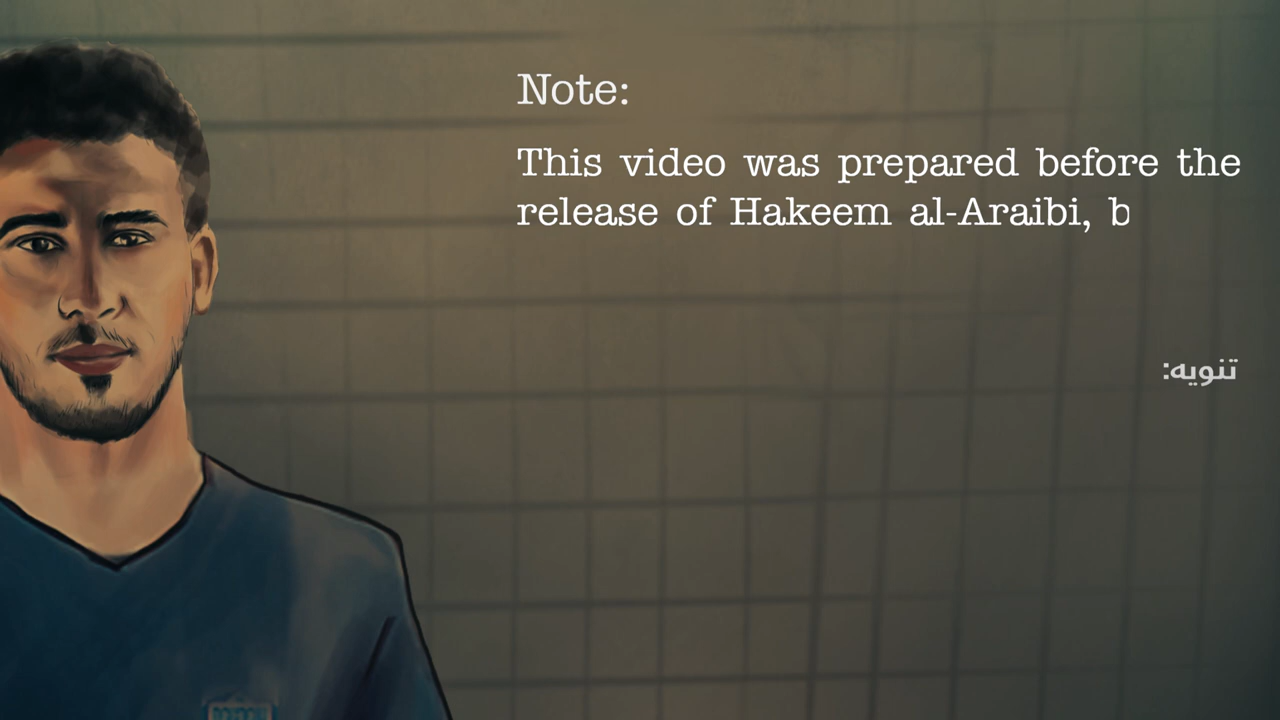 Note:
This video was prepared before the
release of Hakeem al-Araibi, b
تنويه: